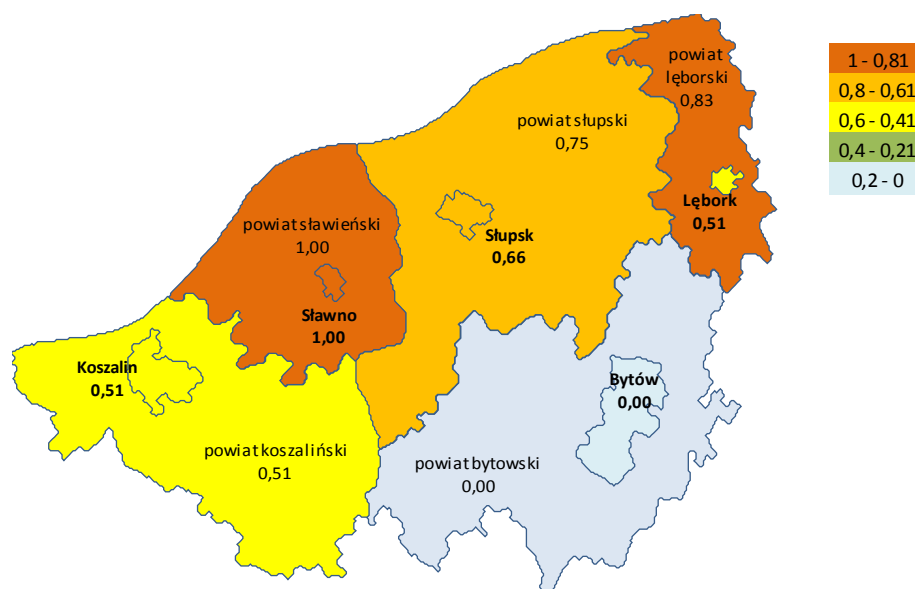 powiat
lęborski
0,83
powiat słupski
0,75
Lębork
0,51
powiat sławieński
1,00
Słupsk
0,66
Sławno
1,00
Koszalin
0,51
Bytów
0,00
powiat koszaliński
0,51
powiat bytowski
0,00
1 - 0,81
0,8 - 0,61
0,6 - 0,41
0,4 - 0,21
0,2 - 0